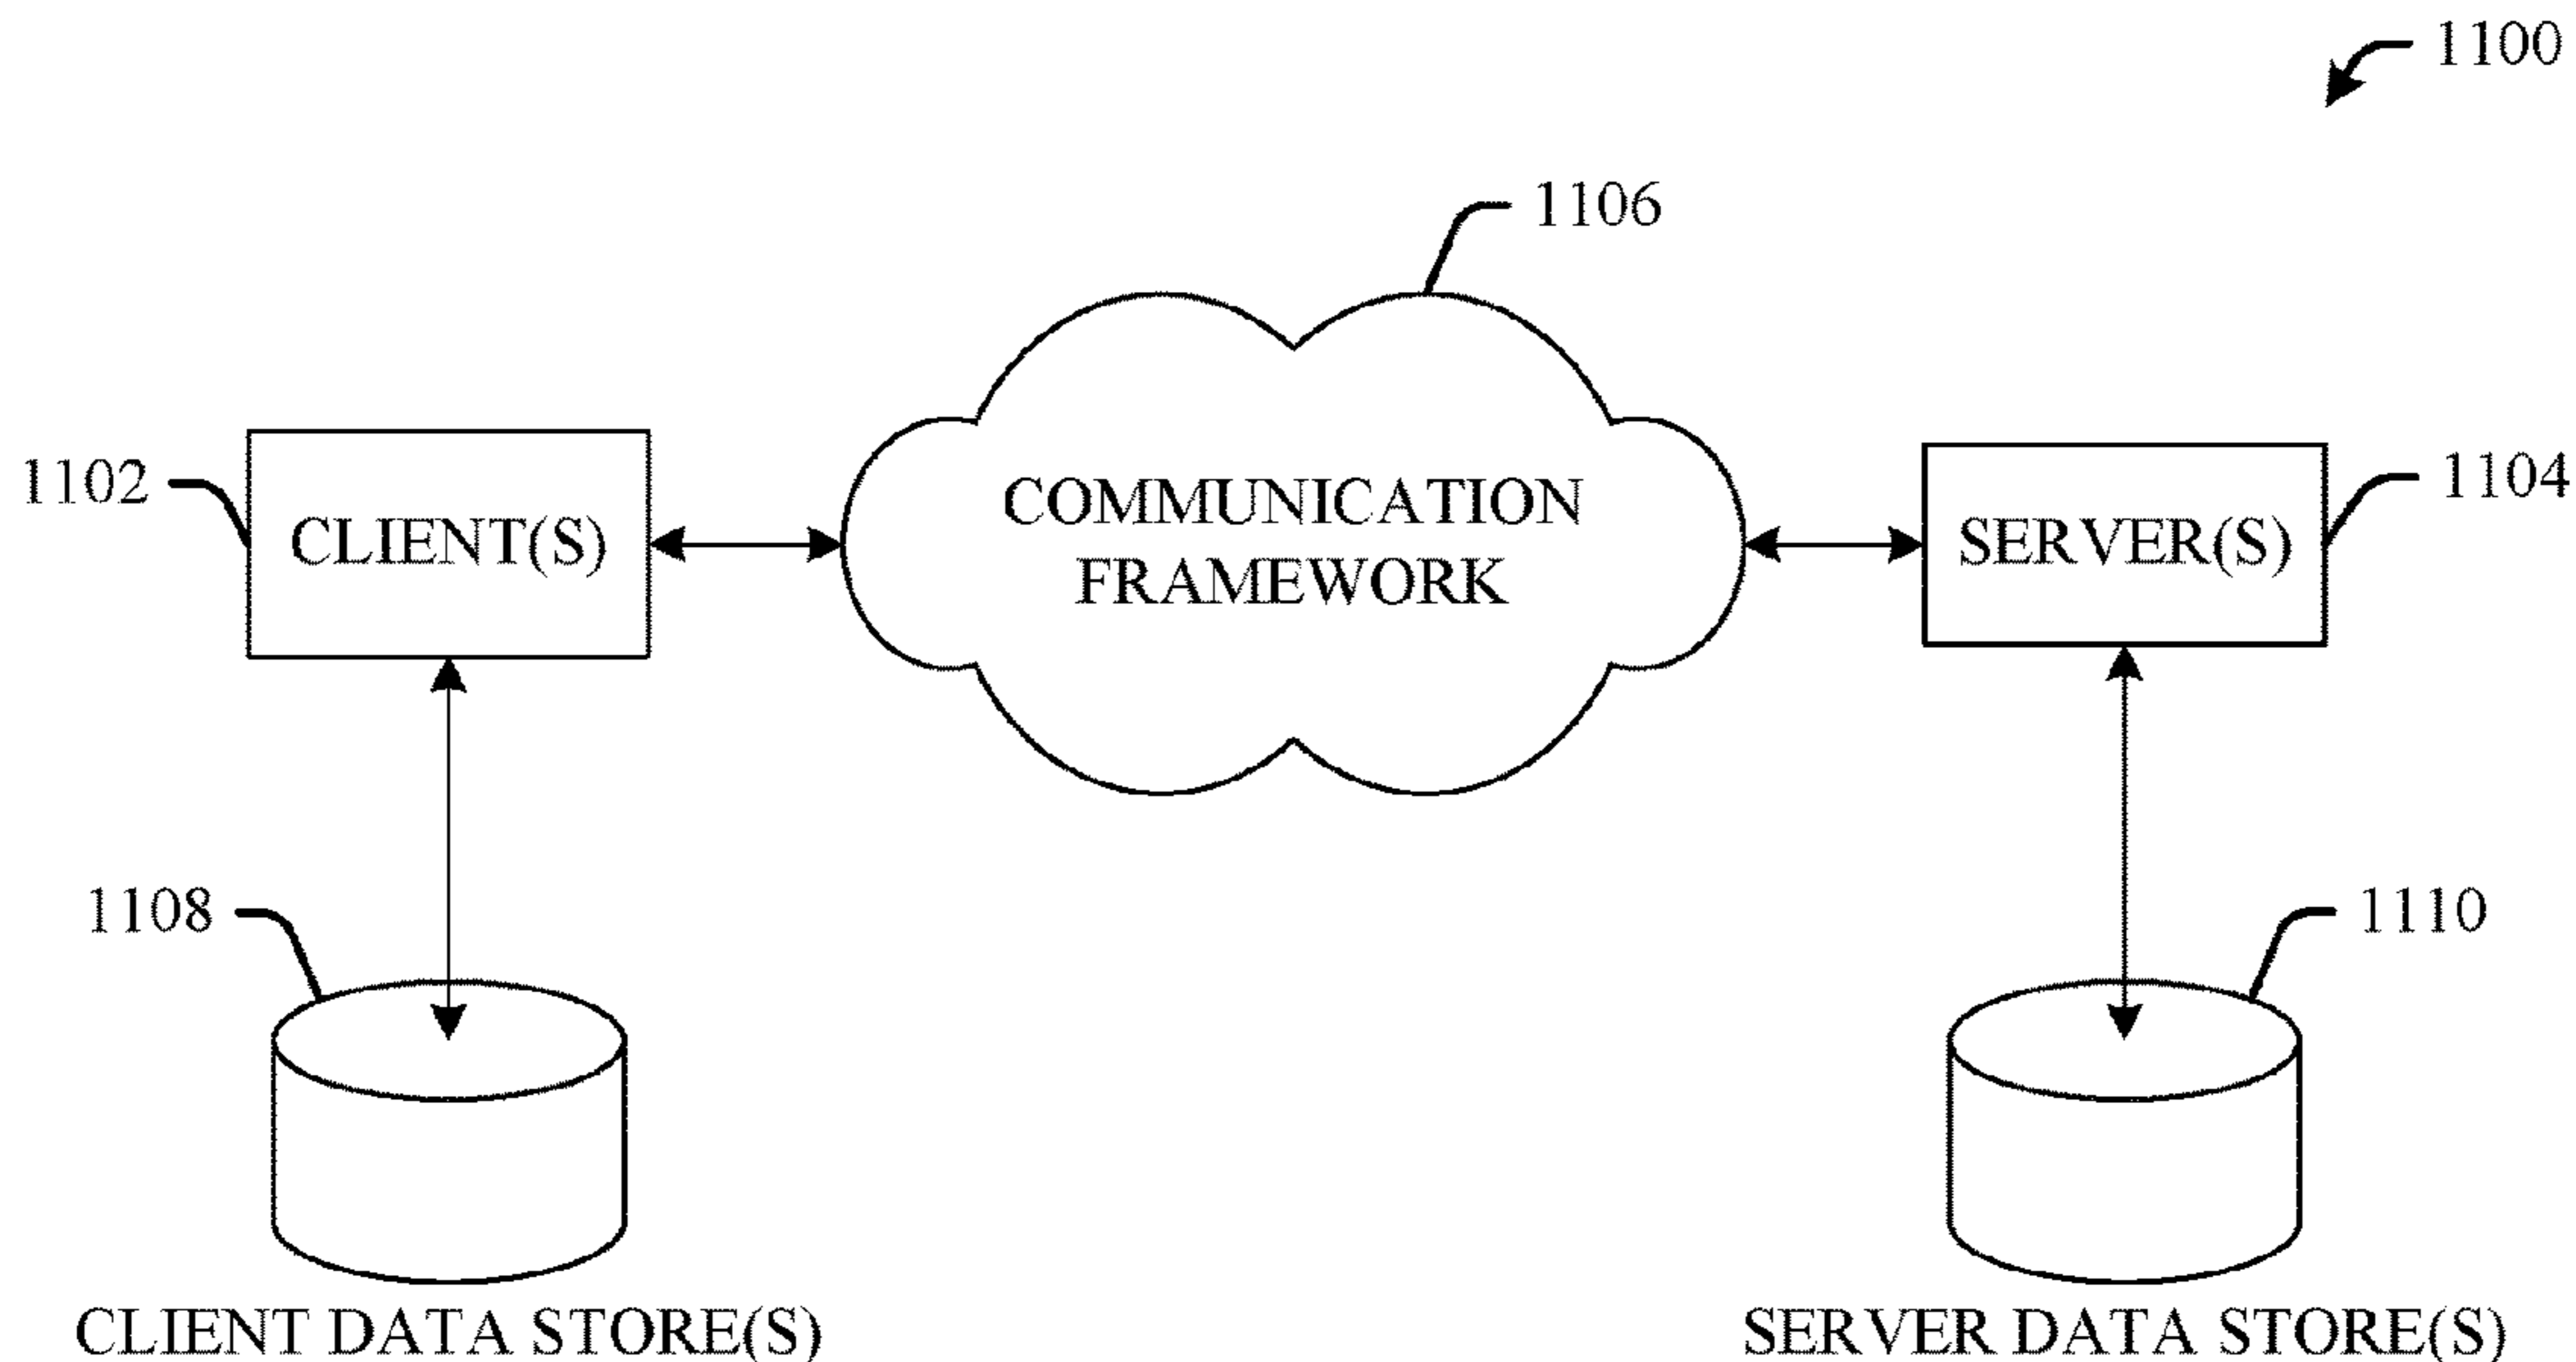 1100
1106
1102
CLIENT(S)
COMMUNICATION
FRAMEWORK
SERVER(S)
1104
1108
1110
CLIENT DATA STORE(S)
SERVER DATA STORE(S)